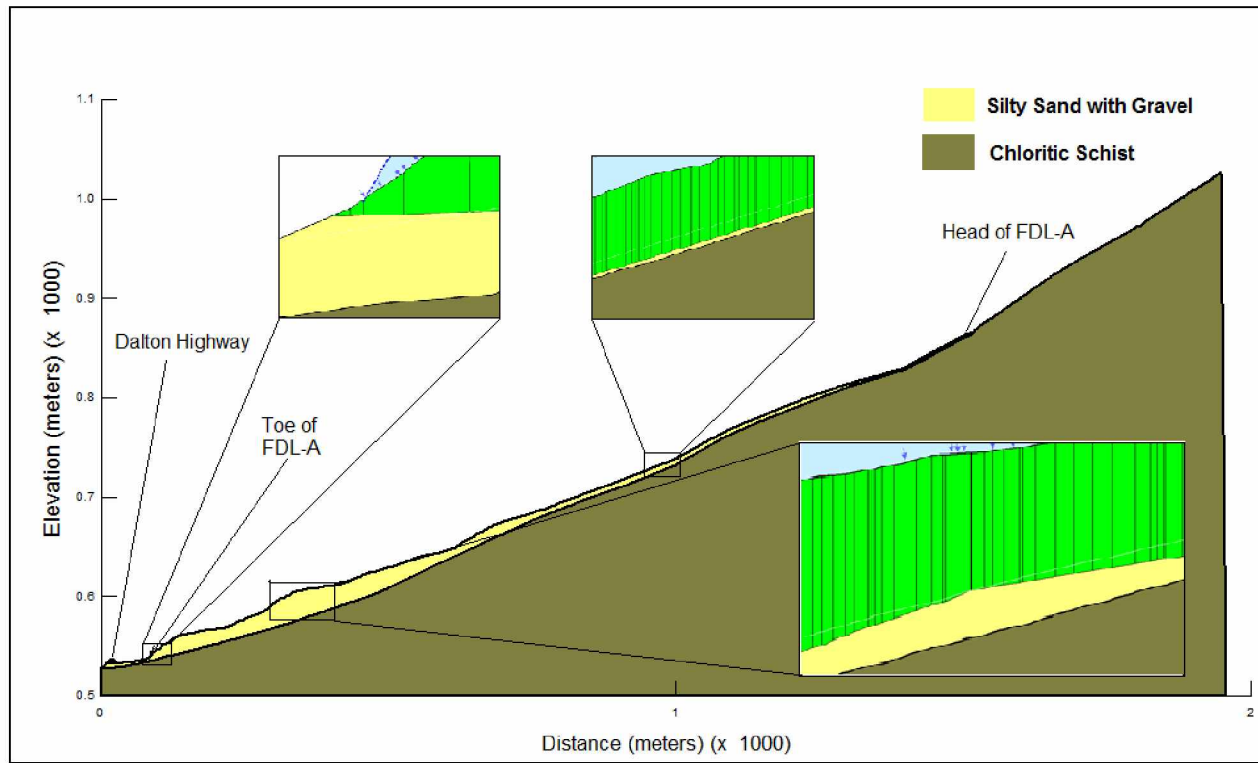 1.1
Silty Sand with Gravel
Chloritic Schist
1.0
Head of FDL-A
0.9
Dalton Highway
0.8
Toe of
FDL-A
0.7
0.6
0.5
0
1
2
Elevation (meters) (x 1000)
Distance (meters) (x 1000)